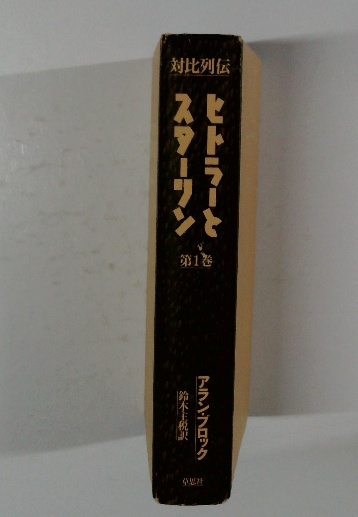 対比列伝
ヒトラーと
スターリン
第1巻
アラン・ブロック
鈴木主税訳
草思社